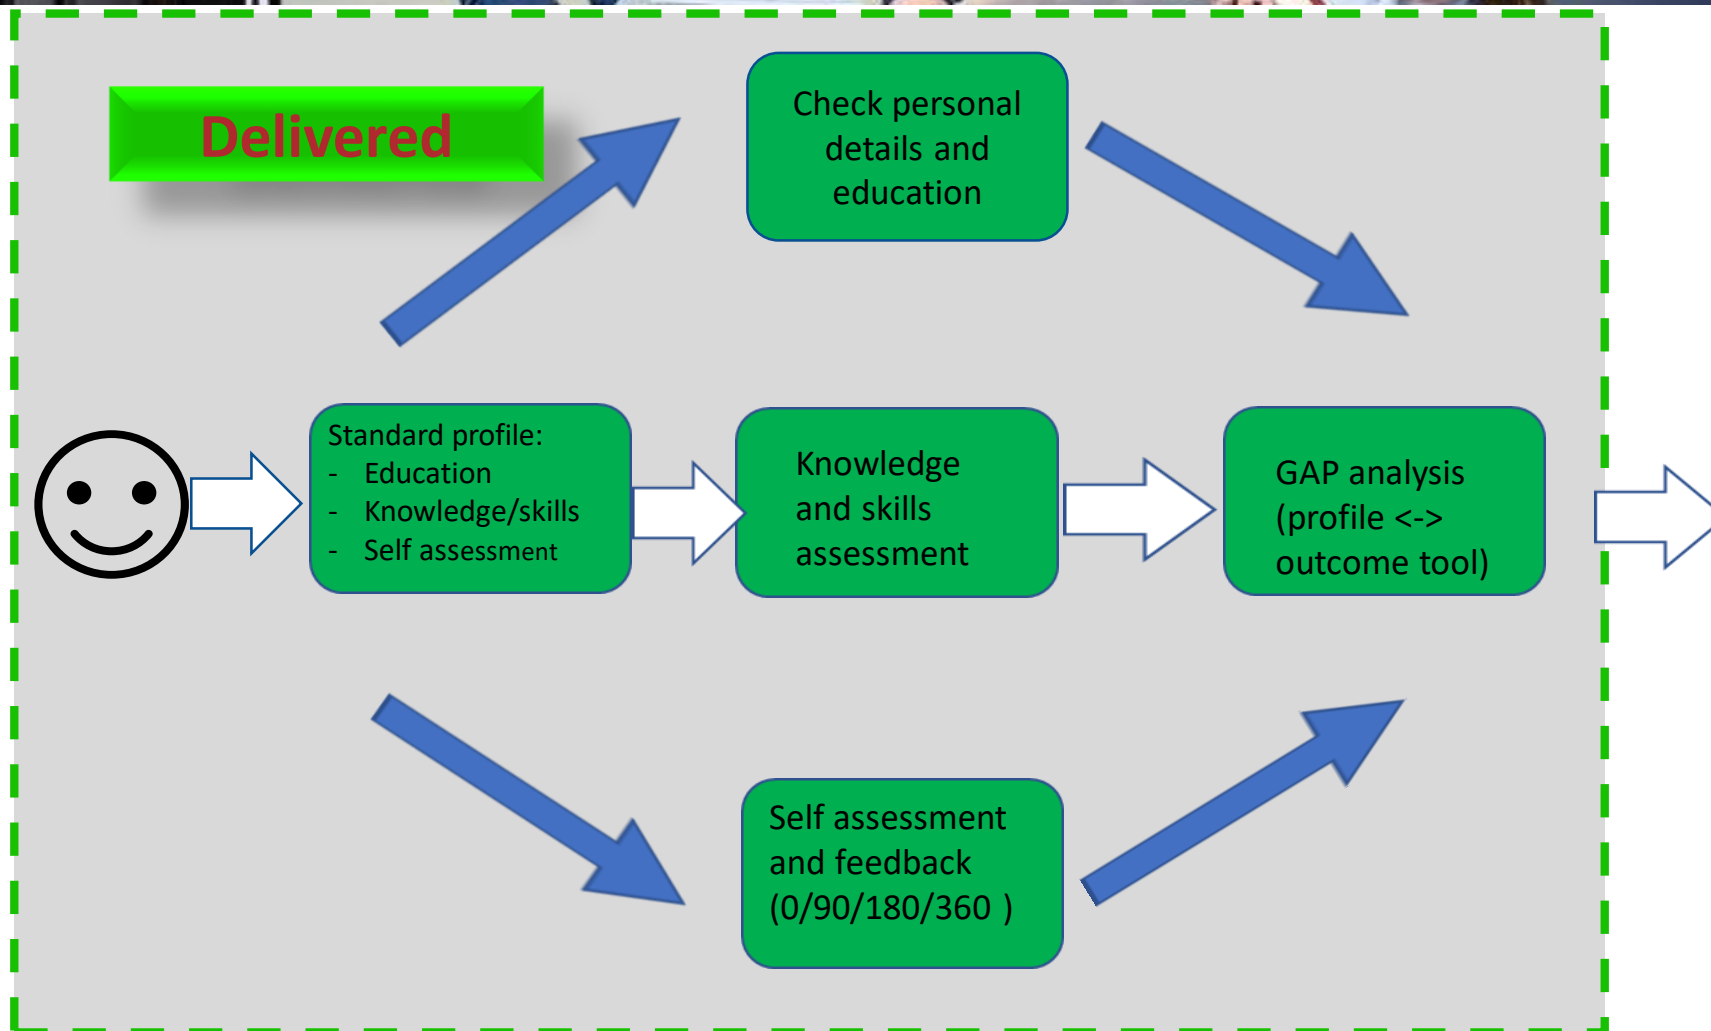 Delivered
Check personal
details and
education
Standard profile:
- Education
- Knowledge/skills
- Self assessment
Knowledge
and skills
assessment
GAP analysis
(profile <->
outcome tool)
Self assessment
and feedback
(0/90/180/360 )